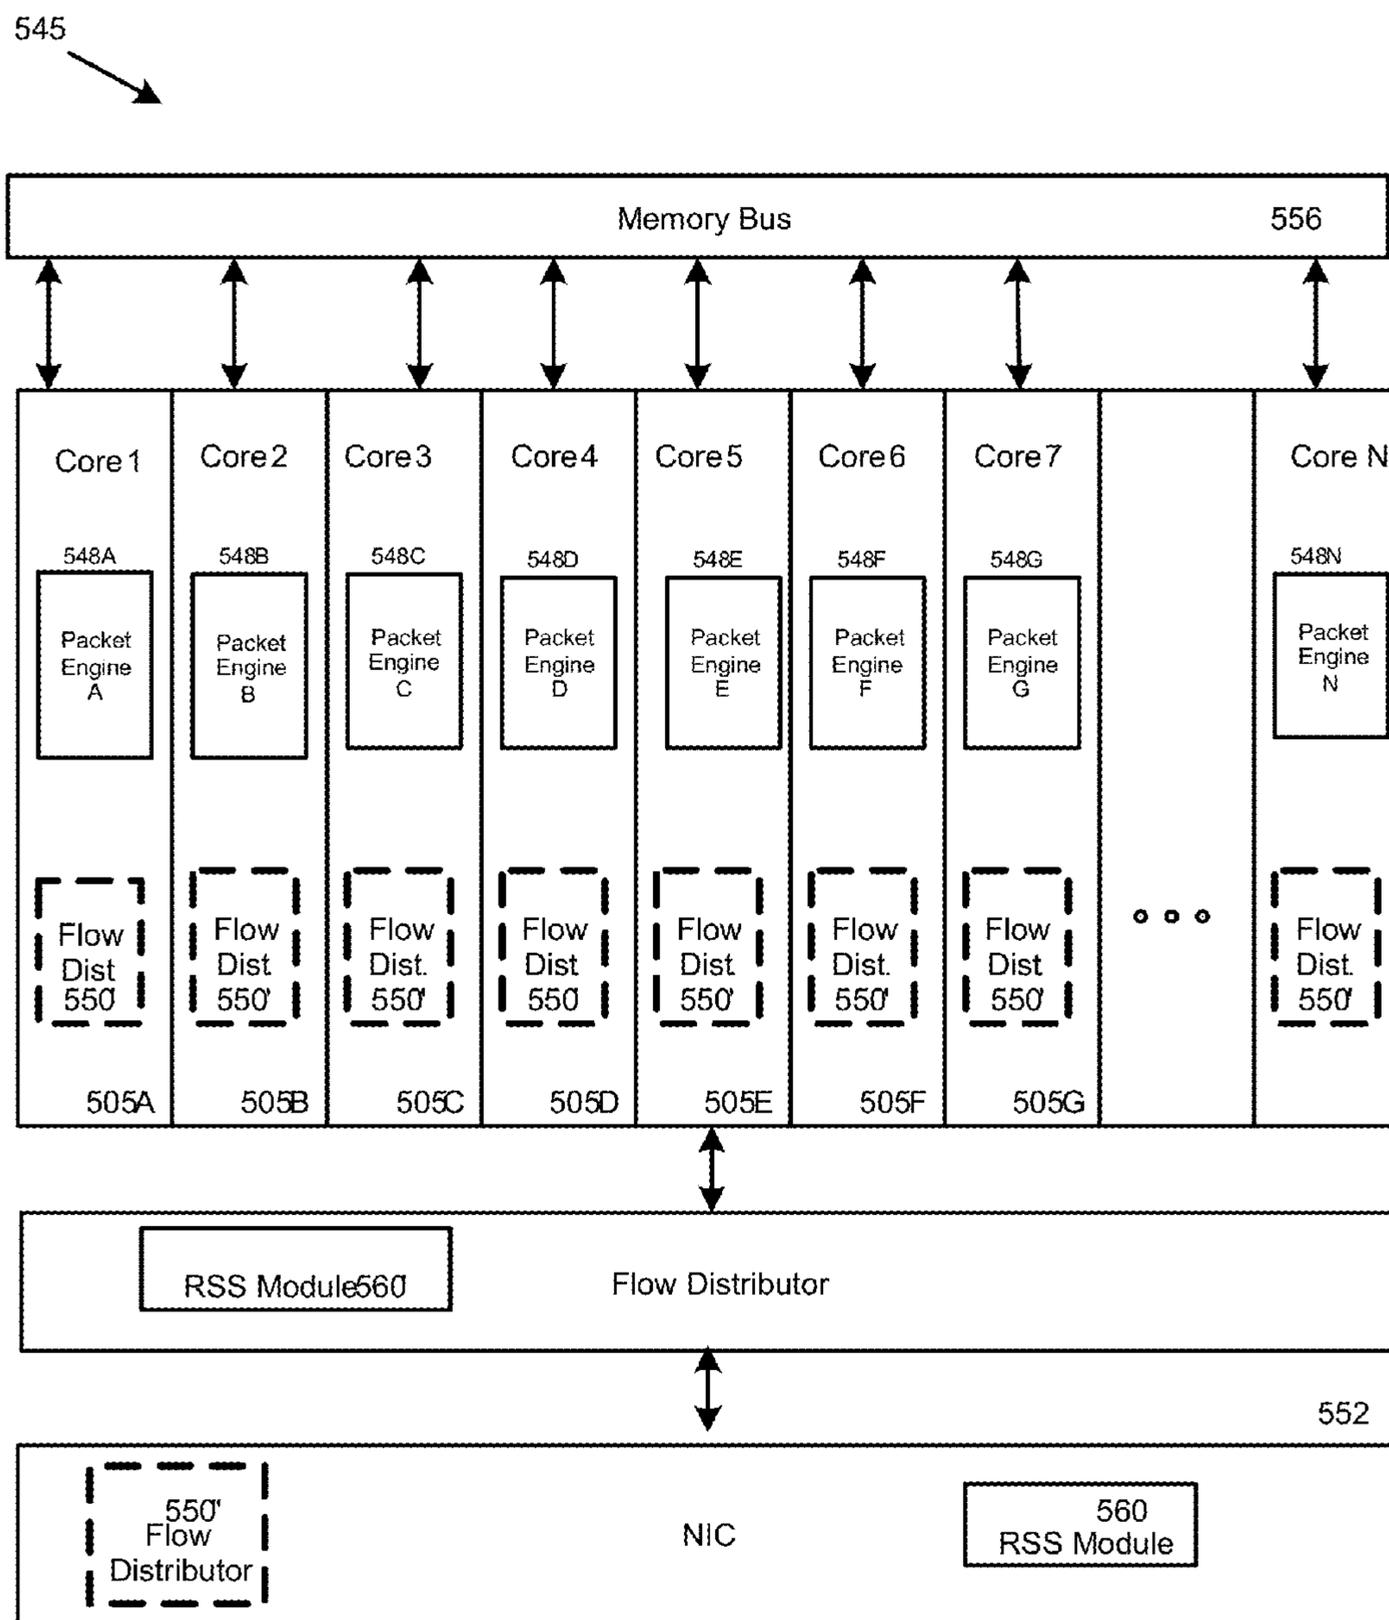 545
Memory Bus 556
Core 1 Core 2 Core 3 Core 4 Core 5 Core 6 Core 7 Core N
548A 548B 548C 548D 548E 548F 548G 548N
Packet Engine A
Packet Engine B
Packet Engine C
Packet Engine D
Packet Engine E
Packet Engine F
Packet Engine G
Packet Engine N
Flow Dist 550'
Flow Dist. 550'
Flow Dist. 550'
Flow Dist 550'
Flow Dist. 550'
Flow Dist. 550'
Flow Dist. 550'
Flow Dist. 550'
505A 505B 505C 505D 505E 505F 505G
RSS Module 560' Flow Distributor
552
550"
Flow
Distributor
NIC
560
RSS Module